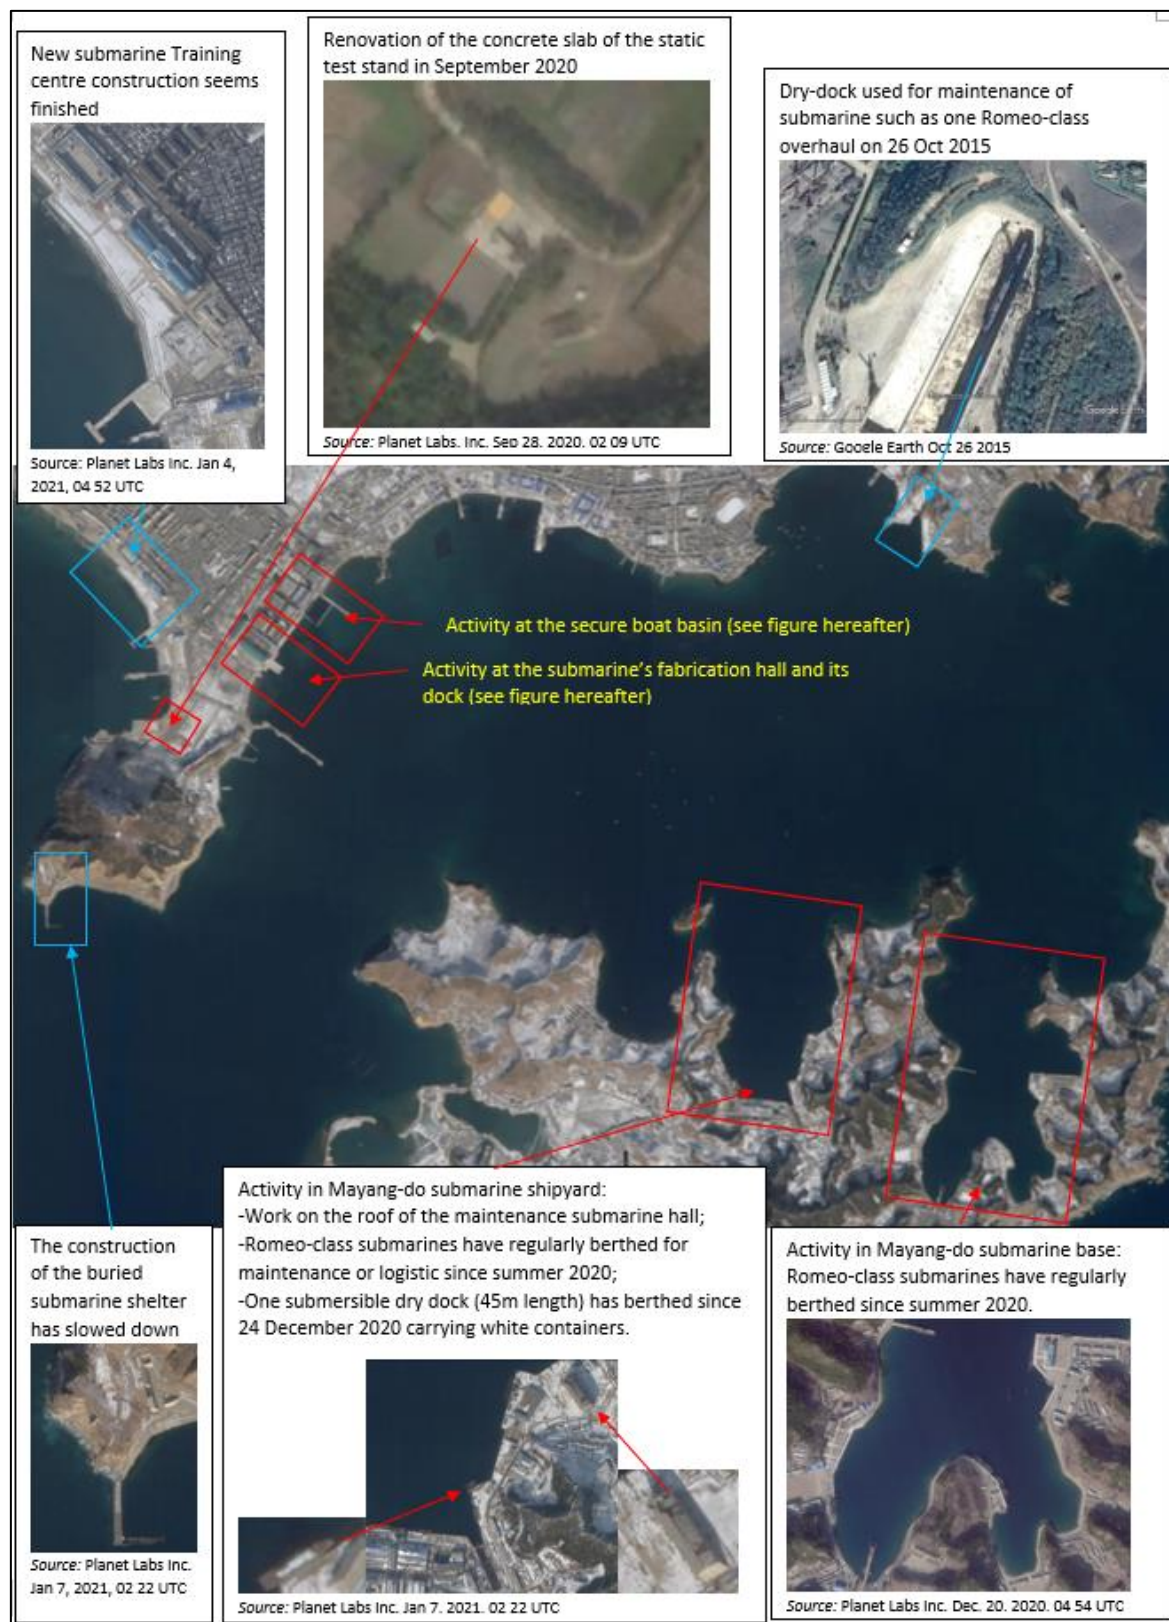 New submarine Training
centre construction seems
finished
Source: Planet Labs Inc. Jan 4,
2021, 04 52 UTC
Renovation of the concrete slab of the static
test stand in September 2020
Source: Planet Labs. Inc. Sep 28. 2020. 02 09 UTC
Dry-dock used for maintenance of
submarine such as one Romeo-class
overhaul on 26 Oct 2015
Google Earth
Source: Google Earth Oct 26 2015
Activity at the secure boat basin (see figure hereafter)
Activity at the submarine's fabrication hall and its
dock (see figure hereafter)
The construction
of the buried
submarine shelter
has slowed down
Source: Planet Labs Inc.
Jan 7, 2021, 02 22 UTC
Activity in Mayang-do submarine shipyard:
-Work on the roof of the maintenance submarine hall;
-Romeo-class submarines have regularly berthed for
maintenance or logistic since summer 2020;
-One submersible dry dock (45m length) has berthed since
24 December 2020 carrying white containers.
Source: Planet Labs Inc. Jan 7. 2021. 02 22 UTC
Activity in Mayang-do submarine base:
Romeo-class submarines have regularly
berthed since summer 2020.
Source: Planet Labs Inc. Dec. 20. 2020. 04 54 UTC